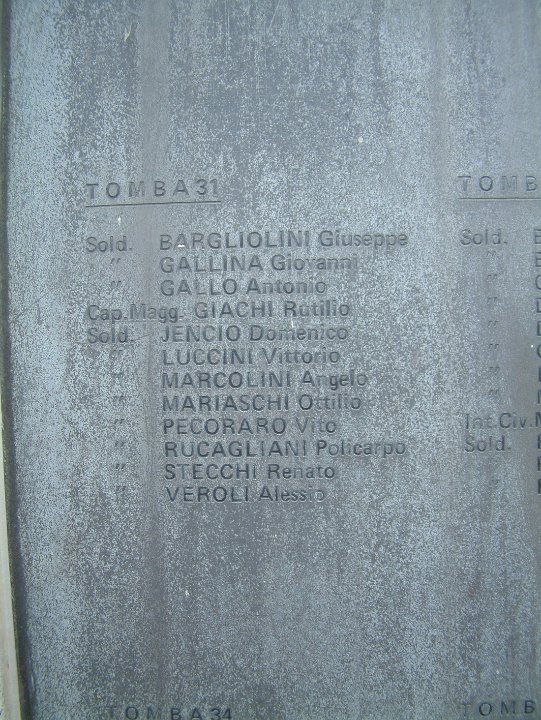 TOMBA 31
Sold. BARGLIOLINI Giuseppe
" GALLINA Giovanni
" GALLO Antonio
Cap.Magg. GIACHI Rutilio
Sold. JENCIO Domenico
" LUCCINI Vittorio
" MARCOLINI Angelo
" MARIASCHI Ottilio
" PECORARO Vito
" RUCAGLIANI Policarpo
" STECCHI Renato
" VEROLI Alessio
TOMBA 34
TOMB
Sold.
"
"
"
"
"
"
"
Int.Civ.
Sold.
"
"
TOMB